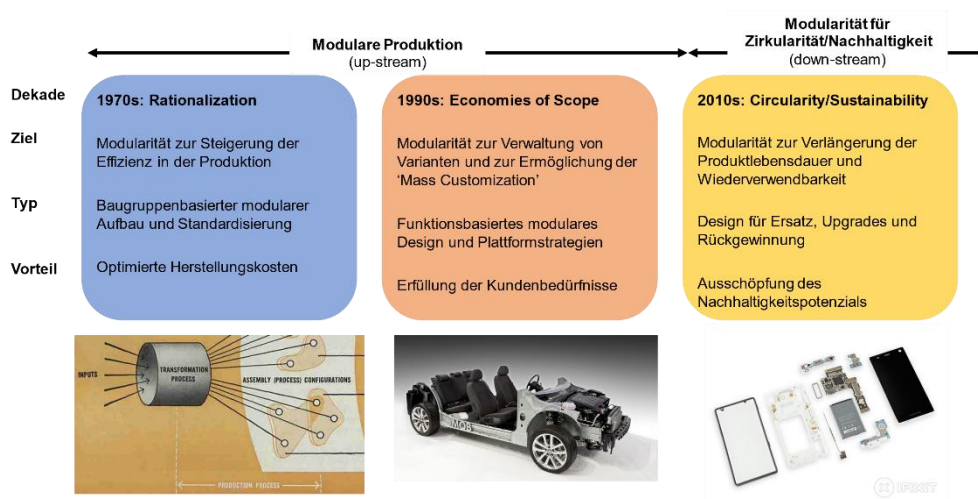 Modulare Produktion
(up-stream)
Modularität für
Zirkularität/Nachhaltigkeit
(down-stream)
Dekade
Ziel
Typ
Vorteil
1970s: Rationalization
Modularität zur Steigerung der
Effizienz in der Produktion
Baugruppenbasierter modularer
Aufbau und Standardisierung
Optimierte Herstellungskosten
1990s: Economies of Scope
Modularität zur Verwaltung von
Varianten und zur Ermöglichung der
‘Mass Customization’
Funktionsbasiertes modulares
Design und Plattformstrategien
Erfüllung der Kundenbedürfnisse
2010s: Circularity/Sustainability
Modularität zur Verlängerung der
Produktlebensdauer und
Wiederverwendbarkeit
Design für Ersatz, Upgrades und
Rückgewinnung
Ausschöpfung des
Nachhaltigkeitspotenzials
INPUTS
TRANSFORMATION
PROCESS
ASSEMBLY (PROCESS) CONFIGURATIONS
PRODUCTION PROCESS
MQB
IFIXIT